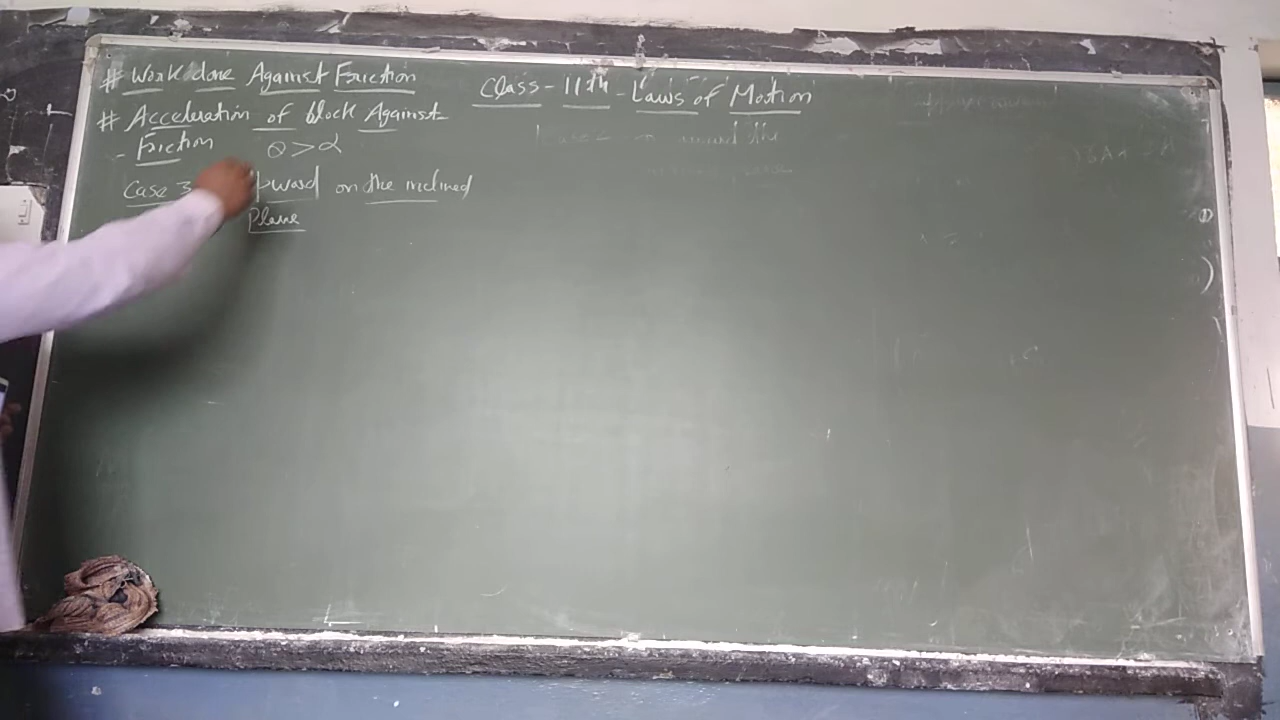 # Work done Against Friction
Class - 11th - Laws of Motion
# Acceleration of block Against
- Friction θ > α
Case 3 upward on the inclined
Plane